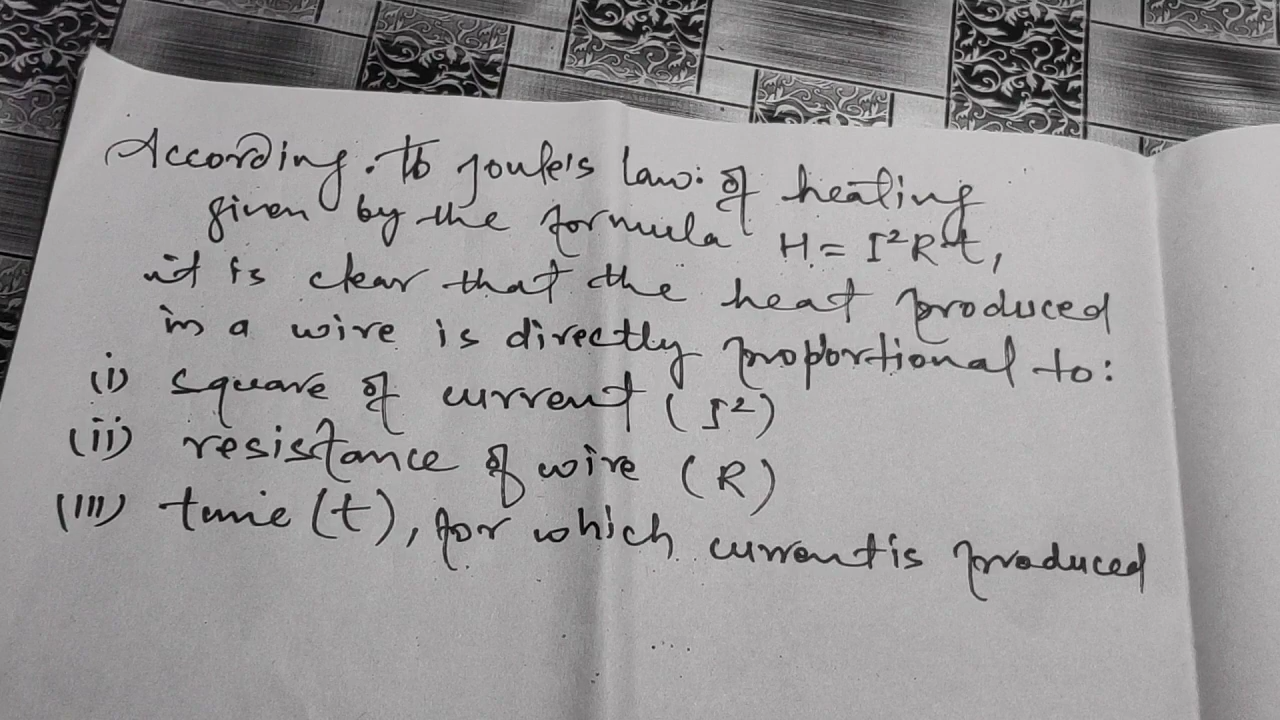 According to Joule's law of heating
given by the formula H = I²Rt,
it is clear that the heat produced
in a wire is directly proportional to:
(i) square of current (I²)
(ii) resistance of wire (R)
(III) time (t), for which current is produced